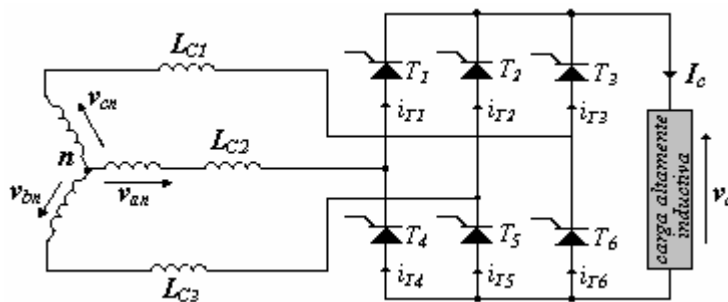 L_C1
T_1
T_2
T_3
I_c
v_cn
i_T1
i_T2
i_T3
n
L_C2
v_bn
v_an
carga altamente
inductiva
T_4
T_5
T_6
i_T4
i_T5
i_T6
L_C3